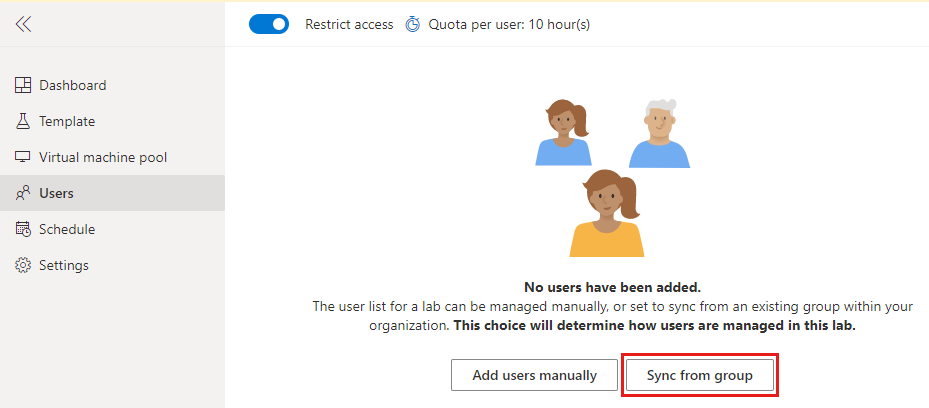 Restrict access Quota per user: 10 hour(s)
Dashboard
Template
Virtual machine pool
Users
Schedule
Settings
No users have been added.
The user list for a lab can be managed manually, or set to sync from an existing group within your
organization. This choice will determine how users are managed in this lab.
Add users manually Sync from group